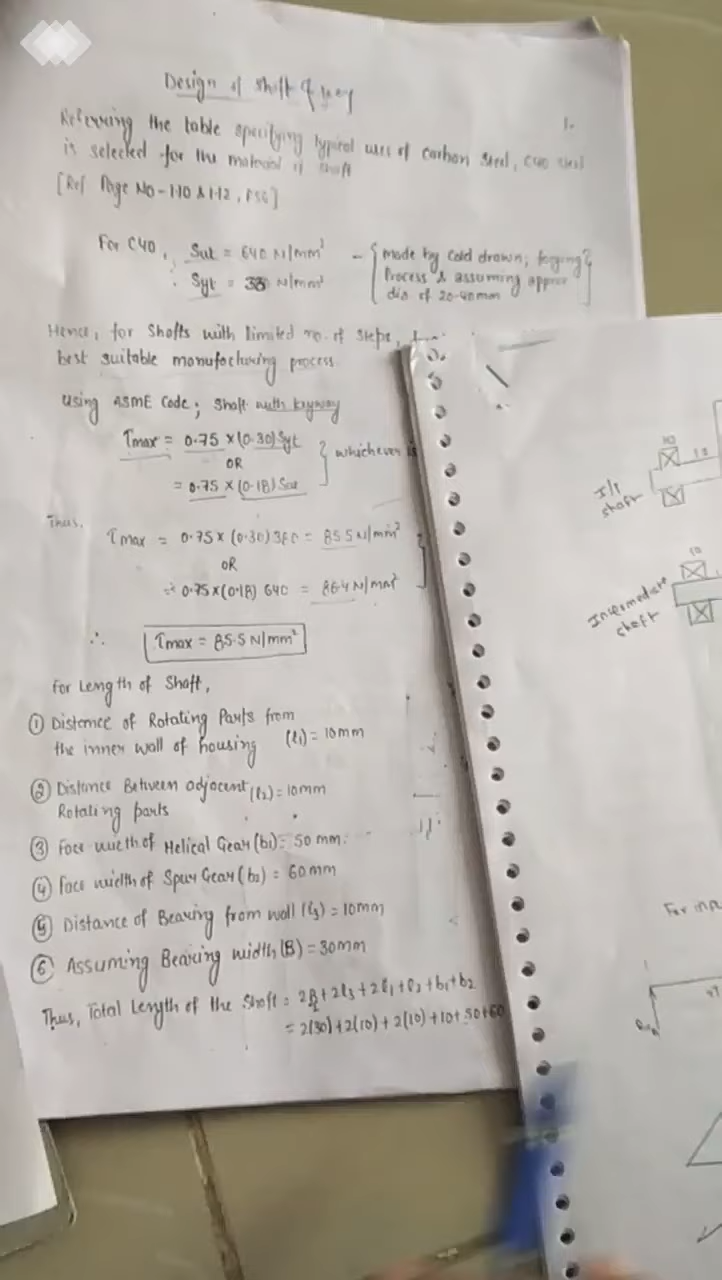 Design of Shaft & key
1.
Referring the table specifying typical uses of carbon steel, C40 steel
is selected for the material of shaft
[Ref Page No - 1.10 & 1.12, PSG]
For C40, Sut = 640 N/mm²
∴ Syt = 380 N/mm²
- { made by cold drawn, forging }
Process & assuming approx
dia of 20-40mm
Hence, for Shafts with limited no. of steps,
best suitable manufacturing process.
Using ASME Code; Shaft with keyway
τmax = 0.75 × (0.30) Syt
OR
= 0.75 × (0.18) Sut
} whichever is
Thus,
τmax = 0.75 × (0.30) 380 = 85.5 N/mm²
OR
= 0.75 × (0.18) 640 = 86.4 N/mm²
∴ τmax = 85.5 N/mm²
for Length of Shaft,
① Distance of Rotating Parts from
the inner wall of housing (l1) = 10mm
② Distance Between adjacent (l2) = 10mm
Rotating parts
③ Face width of Helical Gear (b1) = 50 mm.
④ Face width of Spur Gear (b2) = 60mm
⑤ Distance of Bearing from wall (l3) = 10mm
⑥ Assuming Bearing width (B) = 30mm
Thus, Total Length of the Shaft = 2B/2 + 2l3 + 2l1 + l2 + b1 + b2
= 2(30) + 2(10) + 2(10) + 10 + 50 + 60
10
I/p
shaft
10
Intermediate
shaft
For inp